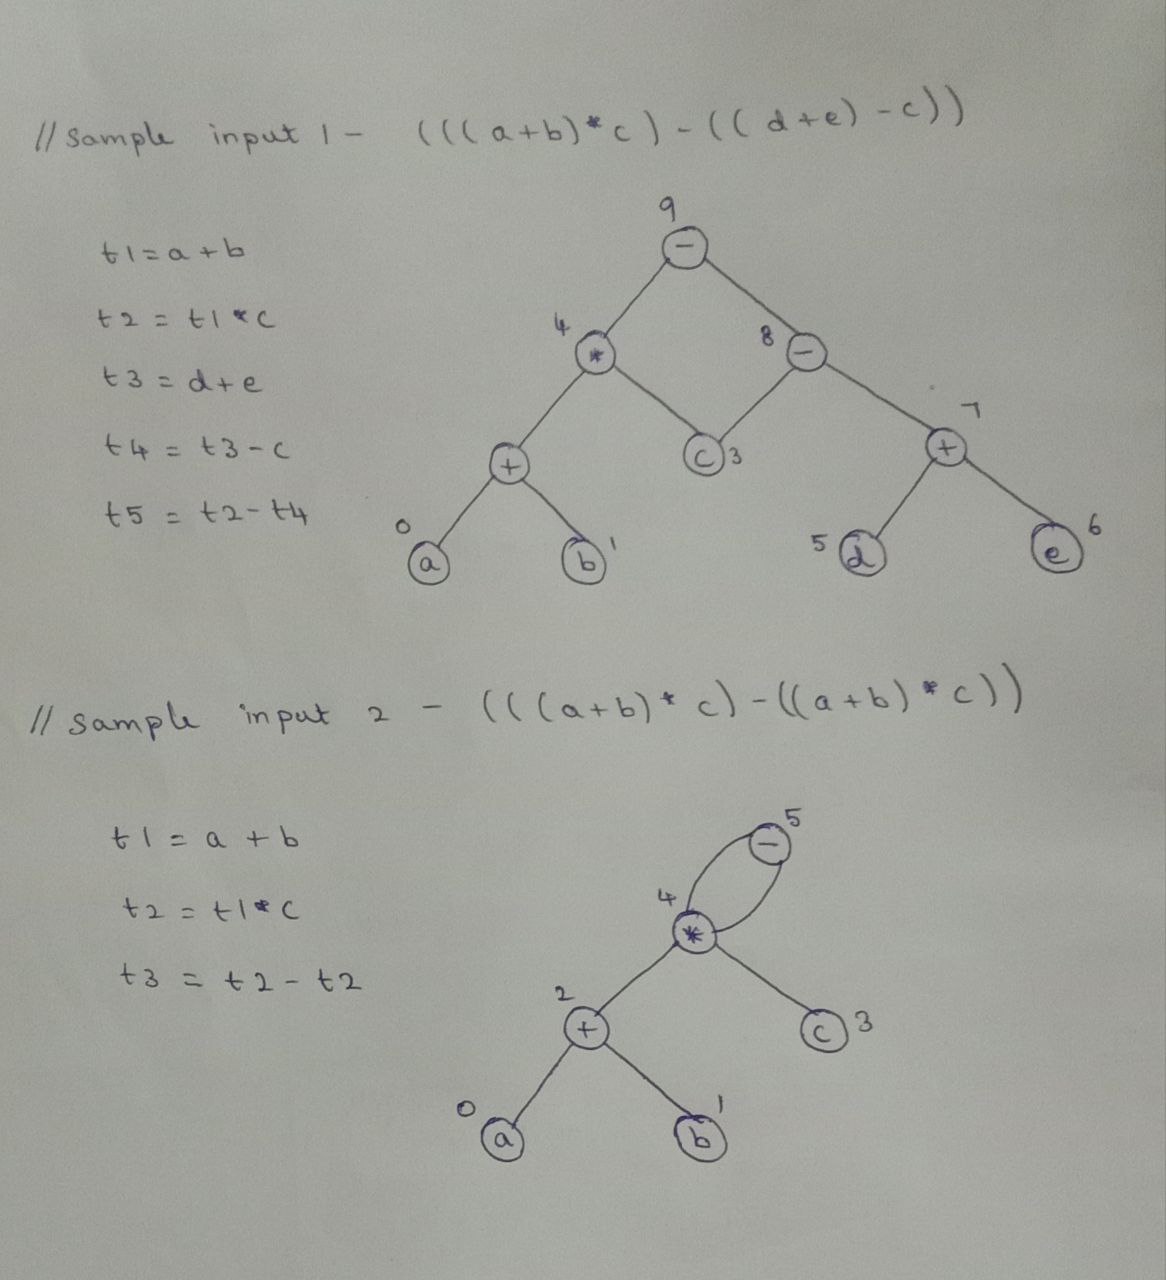 // Sample input 1 - (((a+b)*c)-((d+e)-c))
9
-
t1=a+b
4
*
8
-
t2 = t1*c
t3 = d+e
7
+
+
c 3
t4 = t3-c
t5 = t2-t4
0
a
b 1
5 d
e 6
// sample input 2 - (((a+b)*c)-((a+b)*c))
5
-
t1 = a + b
4
*
t2 = t1*c
t3 = t2-t2
2
+
c 3
0
a
b 1